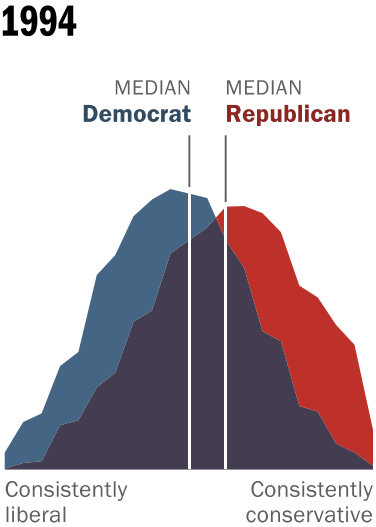 1994
MEDIAN
Democrat
MEDIAN
Republican
Consistently
liberal
Consistently
conservative